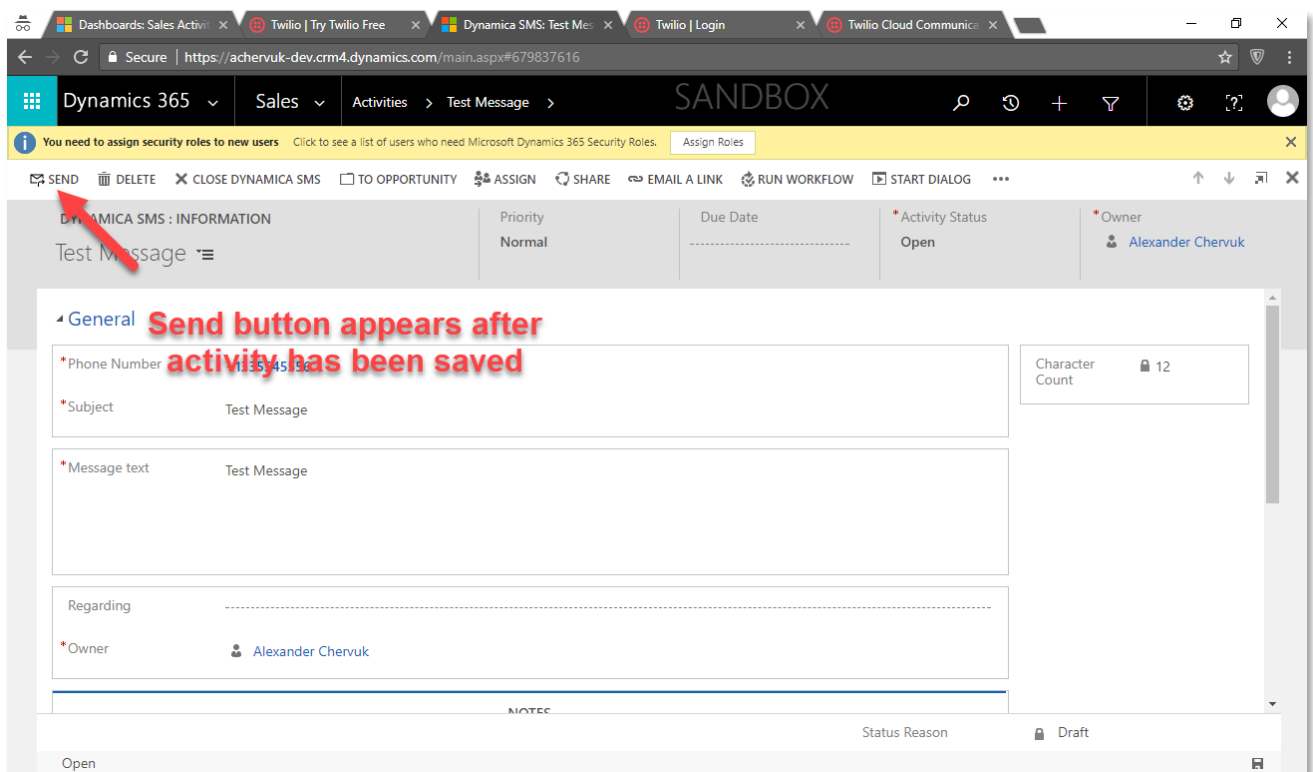 Dashboards: Sales Activit
Twilio | Try Twilio Free
Dynamica SMS: Test Mes
Twilio | Login
Twilio Cloud Communica
Secure | https://achervuk-dev.crm4.dynamics.com/main.aspx#679837616
Dynamics 365 Sales Activities > Test Message > SANDBOX
You need to assign security roles to new users Click to see a list of users who need Microsoft Dynamics 365 Security Roles. Assign Roles
SEND DELETE CLOSE DYNAMICA SMS TO OPPORTUNITY ASSIGN SHARE EMAIL A LINK RUN WORKFLOW START DIALOG •••
DYNAMICA SMS : INFORMATION
Test Message
Priority
Normal
Due Date
*Activity Status
Open
*Owner
Alexander Chervuk
General
Send button appears after
activity has been saved
*Phone Number
Character
Count
12
*Subject Test Message
*Message text Test Message
Regarding
*Owner Alexander Chervuk
NOTES
Status Reason Draft
Open